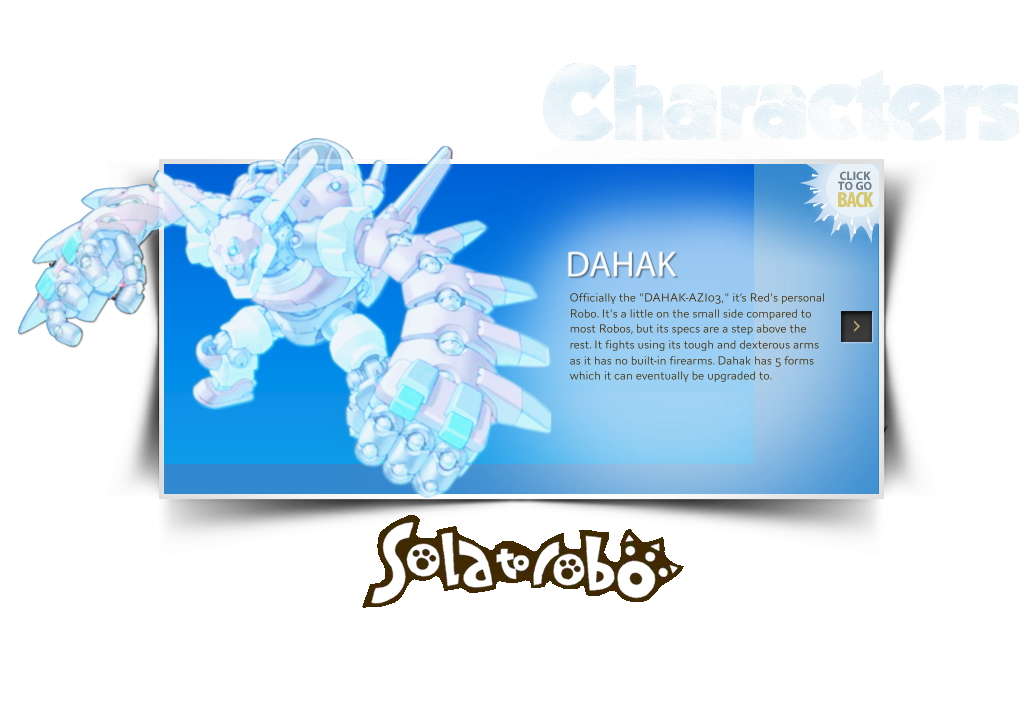 Characters
CLICK
TO GO
BACK
DAHAK
Officially the "DAHAK-AZI03," it's Red's personal
Robo. It's a little on the small side compared to
most Robos, but its specs are a step above the
rest. It fights using its tough and dexterous arms
as it has no built-in firearms. Dahak has 5 forms
which it can eventually be upgraded to.
Solatorobo